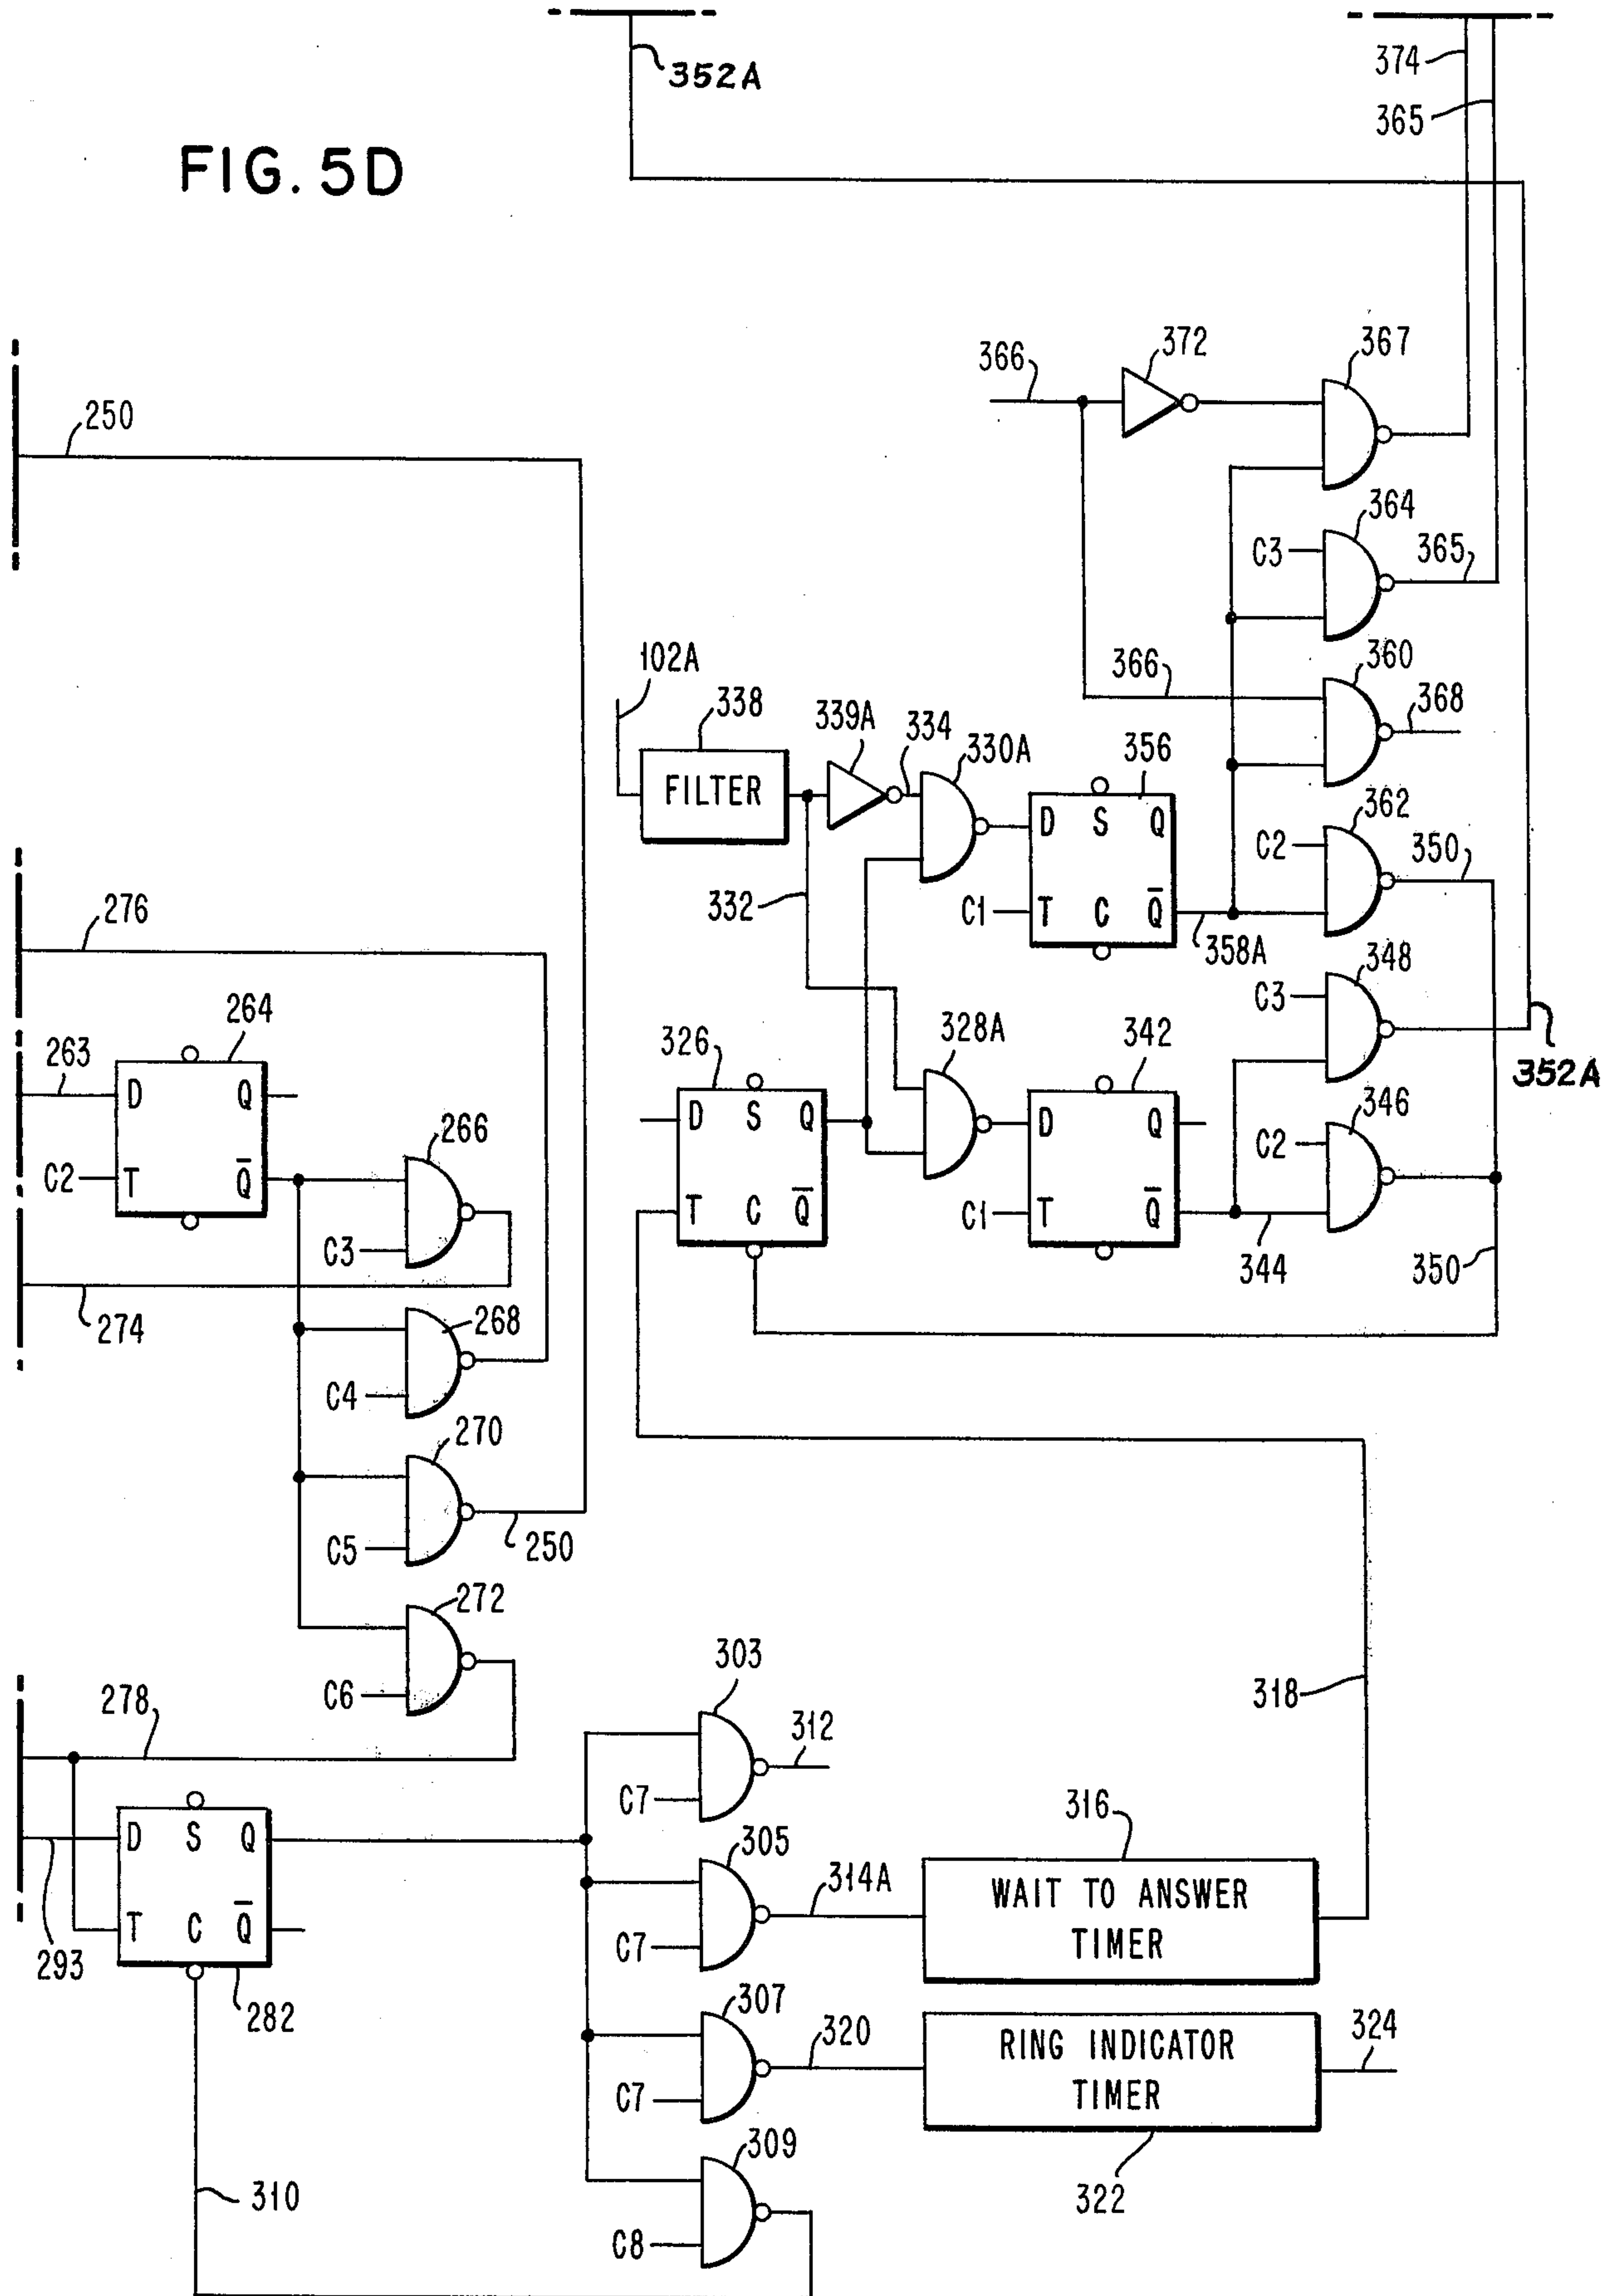 352A
374
365
FIG. 5D
366
372
367
250
364
C3
365
102A
338
366
360
339A
334
330A
368
FILTER
356
362
D S Q
C2
350
276
332
C1
T C Q̅
358A
348
264
C3
263
326
328A
342
D Q
352A
266
D S Q
D Q
346
C2
C2
T Q̅
T C Q̅
C1
T Q̅
C3
344
350
274
268
C4
270
C5
250
272
303
C6
318
278
312
C7
316
305
D S Q
314A
WAIT TO ANSWER
TIMER
T C Q̅
C7
293
307
282
320
324
RING INDICATOR
TIMER
C7
309
310
322
C8